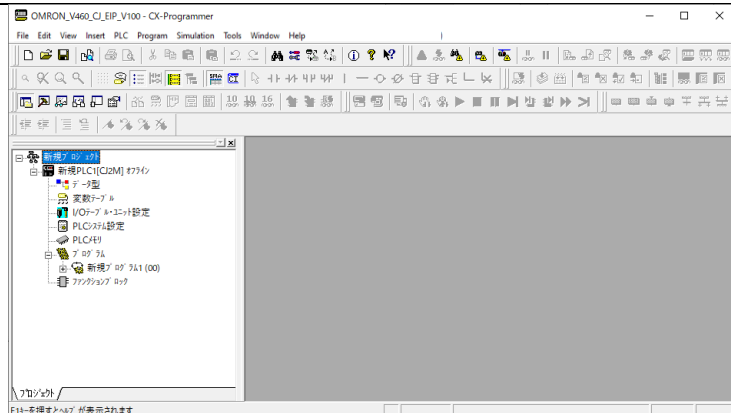 OMRON_V460_CJ_EIP_V100 - CX-Programmer
File Edit View Insert PLC Program Simulation Tools Window Help
新規プロジェクト
新規PLC1[CJ2M] オフライン
データ型
変数テーブル
I/Oテーブル・ユニット設定
PLCシステム設定
PLCメモリ
プログラム
新規プログラム1 (00)
ファンクションブロック
プロジェクト
F1キーを押すとヘルプが表示されます